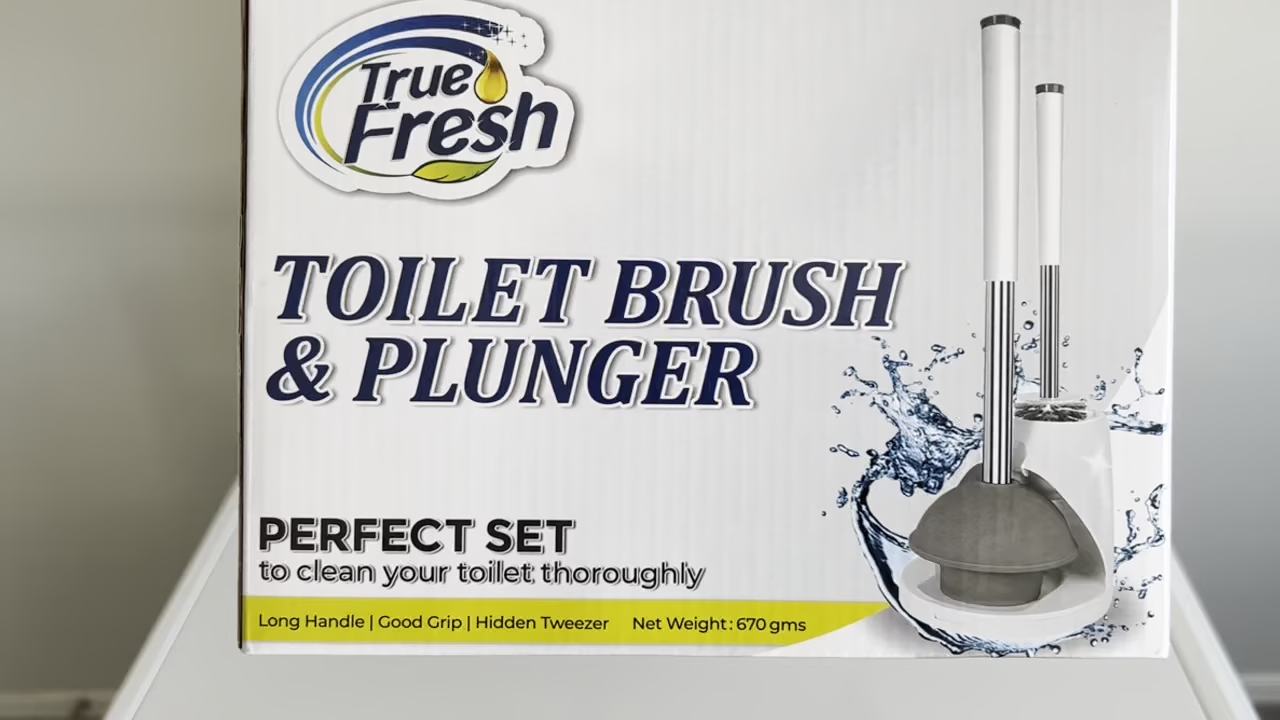 True
Fresh
TOILET BRUSH
& PLUNGER
PERFECT SET
to clean your toilet thoroughly
Long Handle | Good Grip | Hidden Tweezer Net Weight : 670 gms